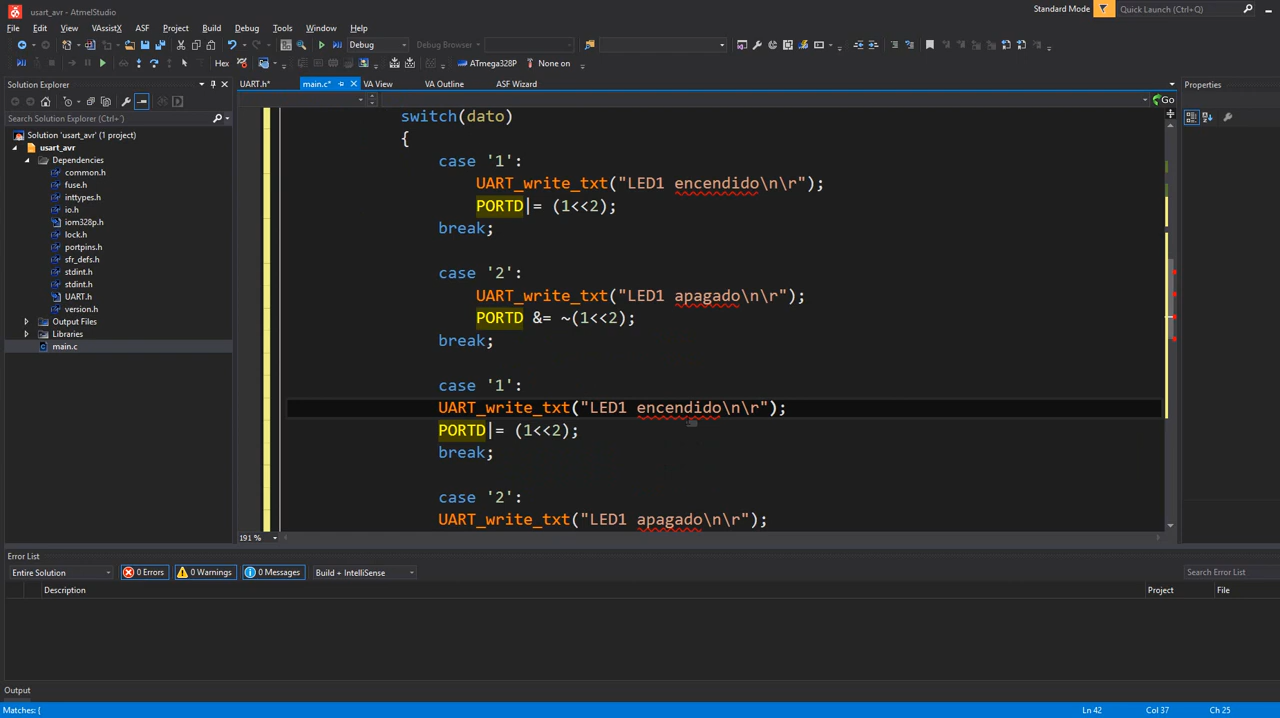 usart_avr - AtmelStudio
Standard Mode
Quick Launch (Ctrl+Q)
File Edit View VAssistX ASF Project Build Debug Tools Window Help
Debug
Debug Browser
Hex
ATmega328P
None on
Solution Explorer
UART.h*
main.c*
VA View
VA Outline
ASF Wizard
Properties
Go
Search Solution Explorer (Ctrl+´)
Solution 'usart_avr' (1 project)
usart_avr
Dependencies
common.h
fuse.h
inttypes.h
io.h
iom328p.h
lock.h
portpins.h
sfr_defs.h
stdint.h
stdint.h
UART.h
version.h
Output Files
Libraries
main.c
switch(dato)
{
case '1':
UART_write_txt("LED1 encendido\n\r");
PORTD|= (1<<2);
break;
case '2':
UART_write_txt("LED1 apagado\n\r");
PORTD &= ~(1<<2);
break;
case '1':
UART_write_txt("LED1 encendido\n\r");
PORTD|= (1<<2);
break;
case '2':
UART_write_txt("LED1 apagado\n\r");
191 %
Error List
Entire Solution
0 Errors
0 Warnings
0 Messages
Build + IntelliSense
Search Error List
Description
Project
File
Output
Matches: (
Ln 42
Col 37
Ch 25